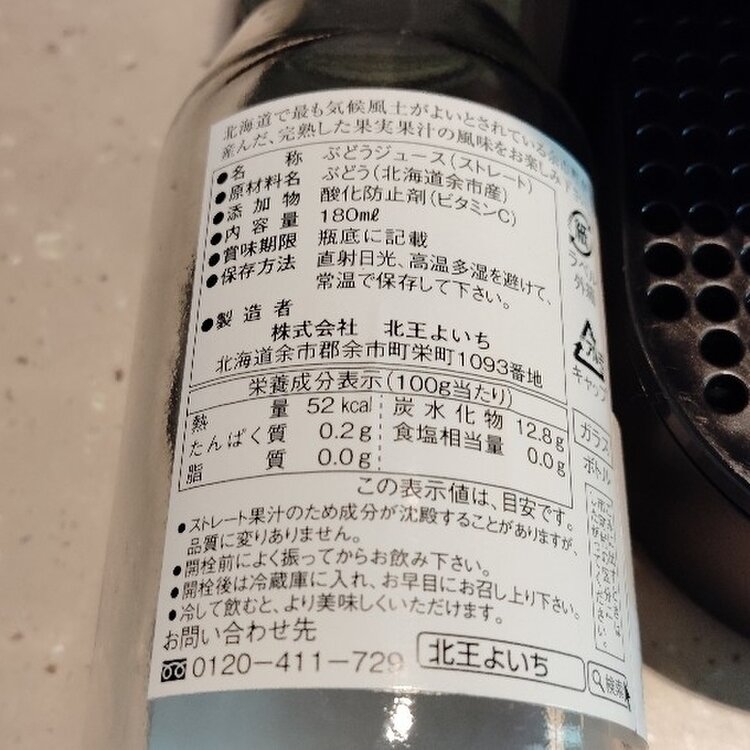 北海道で最も気候風土がよいとされている余市
産んだ、完熟した果実果汁の風味をお楽しみ下
●名称 ぶどうジュース(ストレート)
●原材料名 ぶどう(北海道余市産)
●添加物 酸化防止剤(ビタミンC)
●内容量 180mℓ
●賞味期限 瓶底に記載
●保存方法 直射日光、高温多湿を避けて、
常温で保存して下さい。
●製造者
株式会社 北王よいち
北海道余市郡余市町栄町1093番地
栄養成分表示(100g当たり)
熱量 52kcal 炭水化物 12.8g
たんぱく質 0.2g 食塩相当量 0.0g
脂質 0.0g
この表示値は、目安です。
●ストレート果汁のため成分が沈殿することがありますが、
品質に変りありません。
●開栓前によく振ってからお飲み下さい。
●開栓後は冷蔵庫に入れ、お早目にお召し上り下さい。
●冷して飲むと、より美味しくいただけます。
お問い合わせ先
0120-411-729 北王よいち 検索
紙
ラベル
外
キャップ
ガラス
ボトル